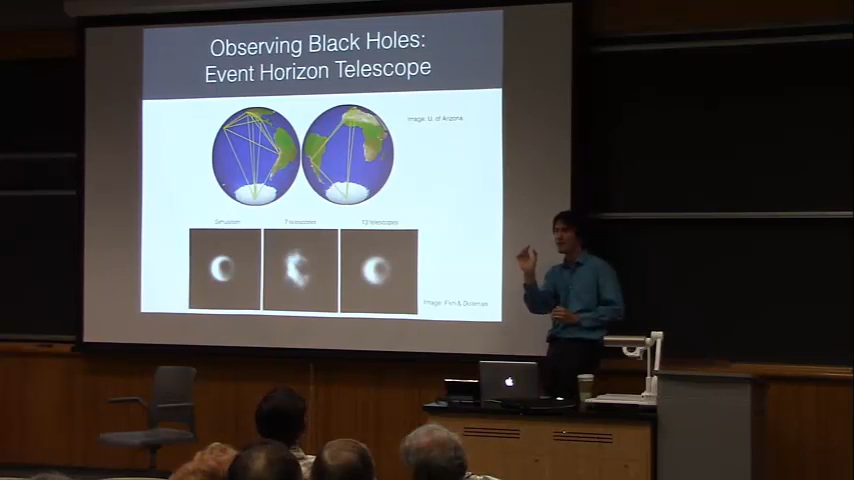 Observing Black Holes:
Event Horizon Telescope
Image: U. of Arizona
Simulation
7 telescopes
13 telescopes
Image: Fish & Doeleman